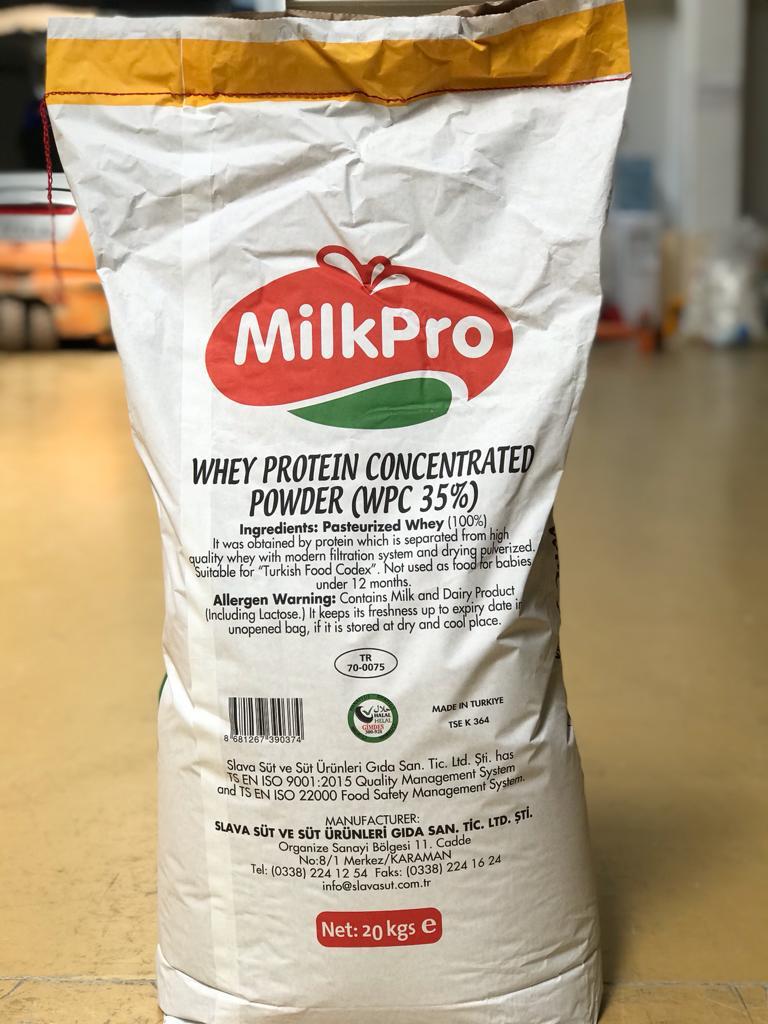 MilkPro
WHEY PROTEIN CONCENTRATED
POWDER (WPC 35%)
Ingredients: Pasteurized Whey (100%)
It was obtained by protein which is separated from high
quality whey with modern filtration system and drying pulverized.
Suitable for "Turkish Food Codex". Not used as food for babies
under 12 months.
Allergen Warning: Contains Milk and Dairy Product
(Including Lactose.) It keeps its freshness up to expiry date in
unopened bag, if it is stored at dry and cool place.
TR
70-0075
8 681267 390374
حلال
HALAL
HELAL
GİMDES
MADE IN TURKIYE
TSE K 364
Slava Süt ve Süt Ürünleri Gıda San. Tic. Ltd. Şti. has
TS EN ISO 9001:2015 Quality Management System
and TS EN ISO 22000 Food Safety Management System.
MANUFACTURER:
SLAVA SÜT VE SÜT ÜRÜNLERİ GIDA SAN. TİC. LTD. ŞTİ.
Organize Sanayi Bölgesi 11. Cadde
No:8/1 Merkez/KARAMAN
Tel: (0338) 224 12 54 Faks: (0338) 224 16 24
info@slavasut.com.tr
Net: 20 kgs e